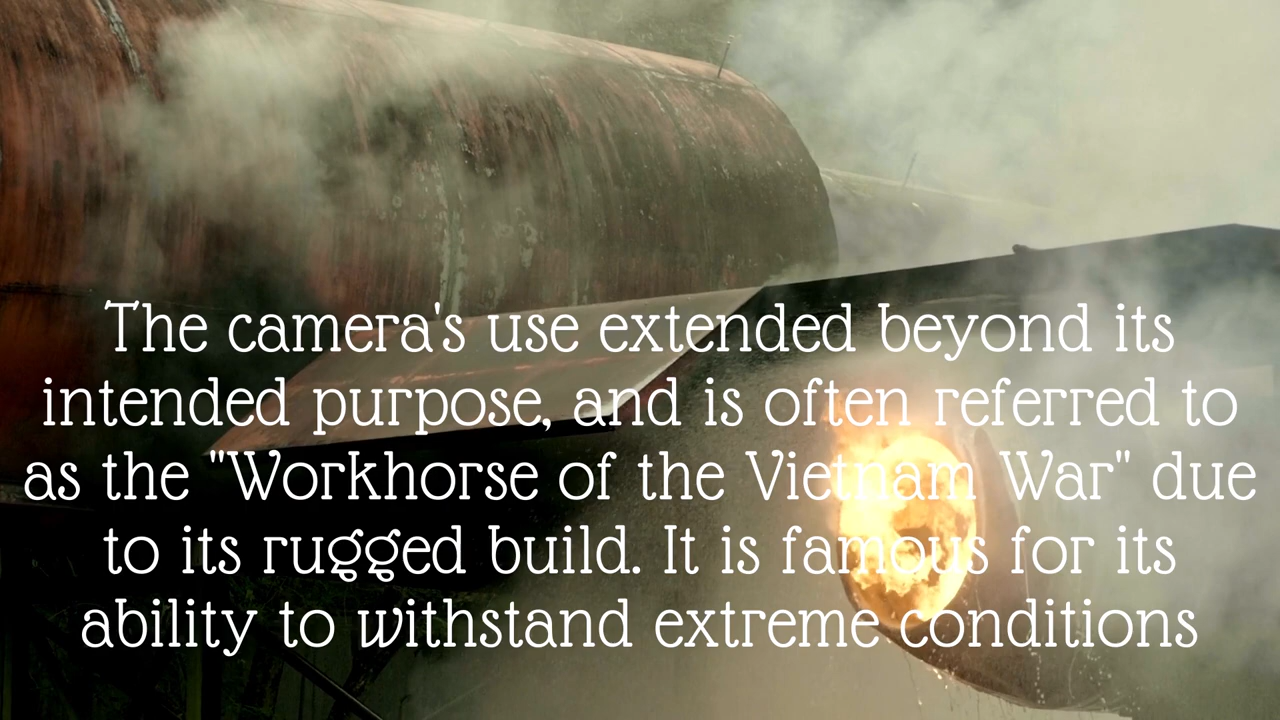 The camera's use extended beyond its
intended purpose, and is often referred to
as the "Workhorse of the Vietnam War" due
to its rugged build. It is famous for its
ability to withstand extreme conditions